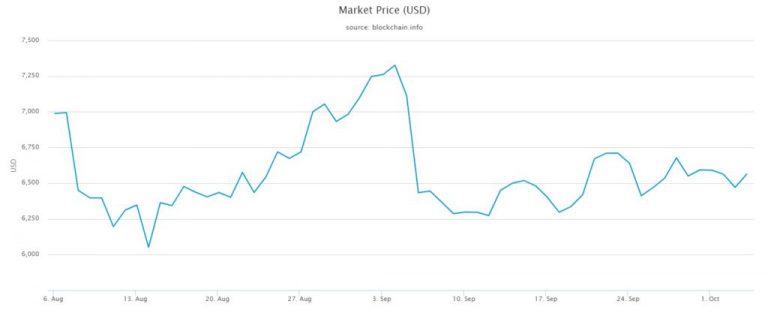 Market Price (USD)
source: blockchain.info
7,500
7,250
7,000
6,750
6,500
6,250
6,000
USD
6. Aug
13. Aug
20. Aug
27. Aug
3. Sep
10. Sep
17. Sep
24. Sep
1. Oct